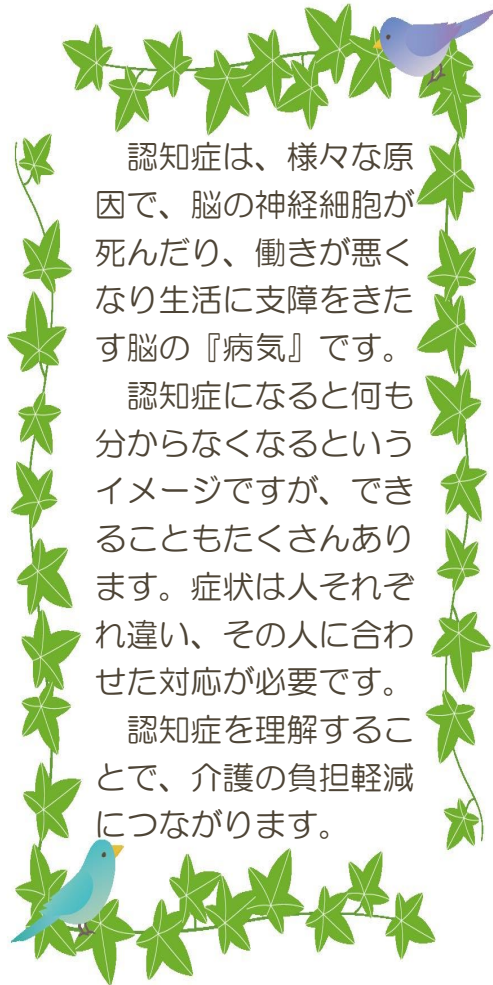 認知症は、様々な原
因で、脳の神経細胞が
死んだり、働きが悪く
なり生活に支障をきた
す脳の『病気』です。
　認知症になると何も
分からなくなるという
イメージですが、でき
ることもたくさんあり
ます。症状は人それぞ
れ違い、その人に合わ
せた対応が必要です。
　認知症を理解するこ
とで、介護の負担軽減
につながります。